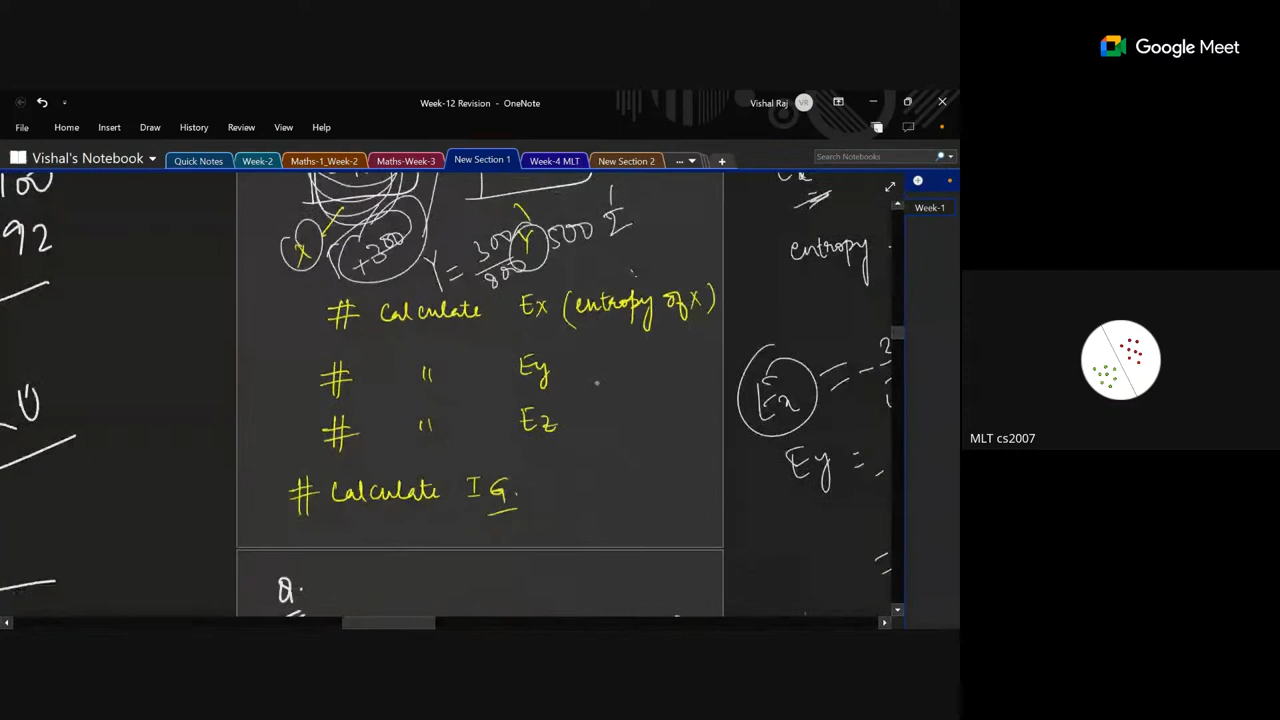 Google Meet
Week-12 Revision - OneNote
Vishal Raj
VR
File Home Insert Draw History Review View Help
Vishal's Notebook
Quick Notes
Week-2
Maths-1_Week-2
Maths-Week-3
New Section 1
Week-4 MLT
New Section 2
...
+
Search Notebooks
Week-1
100
92
X
+200
Y = 300/800
Y
500
entropy
# Calculate Ex (entropy of X)
# " Ey
# " Ez
# Calculate IG.
Ex = -
Ey =
=
Q.
MLT cs2007